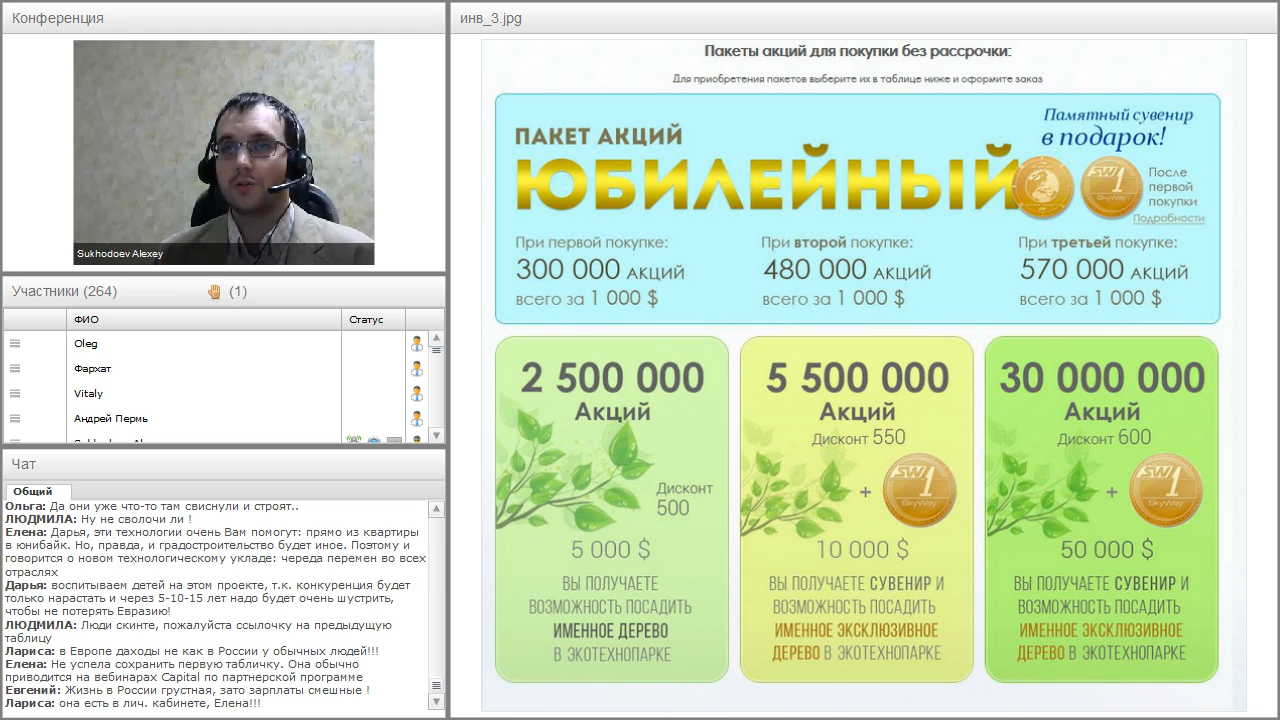 Конференция
Sukhodoev Alexey
Участники (264)
(1)
ФИО
Статус
Oleg
Фархат
Vitaly
Андрей Пермь
Чат
Общий
Ольга: Да они уже что-то там свиснули и строят..
ЛЮДМИЛА: Ну не сволочи ли !
Елена: Дарья, эти технологии очень Вам помогут: прямо из квартиры
в юнибайк. Но, правда, и градостроительство будет иное. Поэтому и
говорится о новом технологическому укладе: череда перемен во всех
отраслях
Дарья: воспитываем детей на этом проекте, т.к. конкуренция будет
только нарастать и через 5-10-15 лет надо будет очень шустрить,
чтобы не потерять Евразию!
ЛЮДМИЛА: Люди скинте, пожалуйста ссылочку на предыдущую
таблицу
Лариса: в Европе даходы не как в России у обычных людей!!!
Елена: Не успела сохранить первую табличку. Она обычно
приводится на вебинарах Capital по партнерской программе
Евгений: Жизнь в России грёстная, зато зарплаты смешные !
Лариса: она есть в лич. кабинете, Елена!!!
инв_3.jpg
Пакеты акций для покупки без рассрочки:
Для приобретения пакетов выберите их в таблице ниже и оформите заказ
ПАКЕТ АКЦИЙ
ЮБИЛЕЙНЫЙ
Памятный сувенир
в подарок!
SW 1
SkyWay
После
первой
покупки
Подробности
При первой покупке:
300 000 АКЦИЙ
всего за 1 000 $
При второй покупке:
480 000 АКЦИЙ
всего за 1 000 $
При третьей покупке:
570 000 АКЦИЙ
всего за 1 000 $
2 500 000
Акций
Дисконт
500
5 000 $
ВЫ ПОЛУЧАЕТЕ
ВОЗМОЖНОСТЬ ПОСАДИТЬ
ИМЕННОЕ ДЕРЕВО
В ЭКОТЕХНОПАРКЕ
5 500 000
Акций
Дисконт 550
+
SW 1
SkyWay
10 000 $
ВЫ ПОЛУЧАЕТЕ СУВЕНИР И
ВОЗМОЖНОСТЬ ПОСАДИТЬ
ИМЕННОЕ ЭКСКЛЮЗИВНОЕ
ДЕРЕВО В ЭКОТЕХНОПАРКЕ
30 000 000
Акций
Дисконт 600
+
SW 1
SkyWay
50 000 $
ВЫ ПОЛУЧАЕТЕ СУВЕНИР И
ВОЗМОЖНОСТЬ ПОСАДИТЬ
ИМЕННОЕ ЭКСКЛЮЗИВНОЕ
ДЕРЕВО В ЭКОТЕХНОПАРКЕ